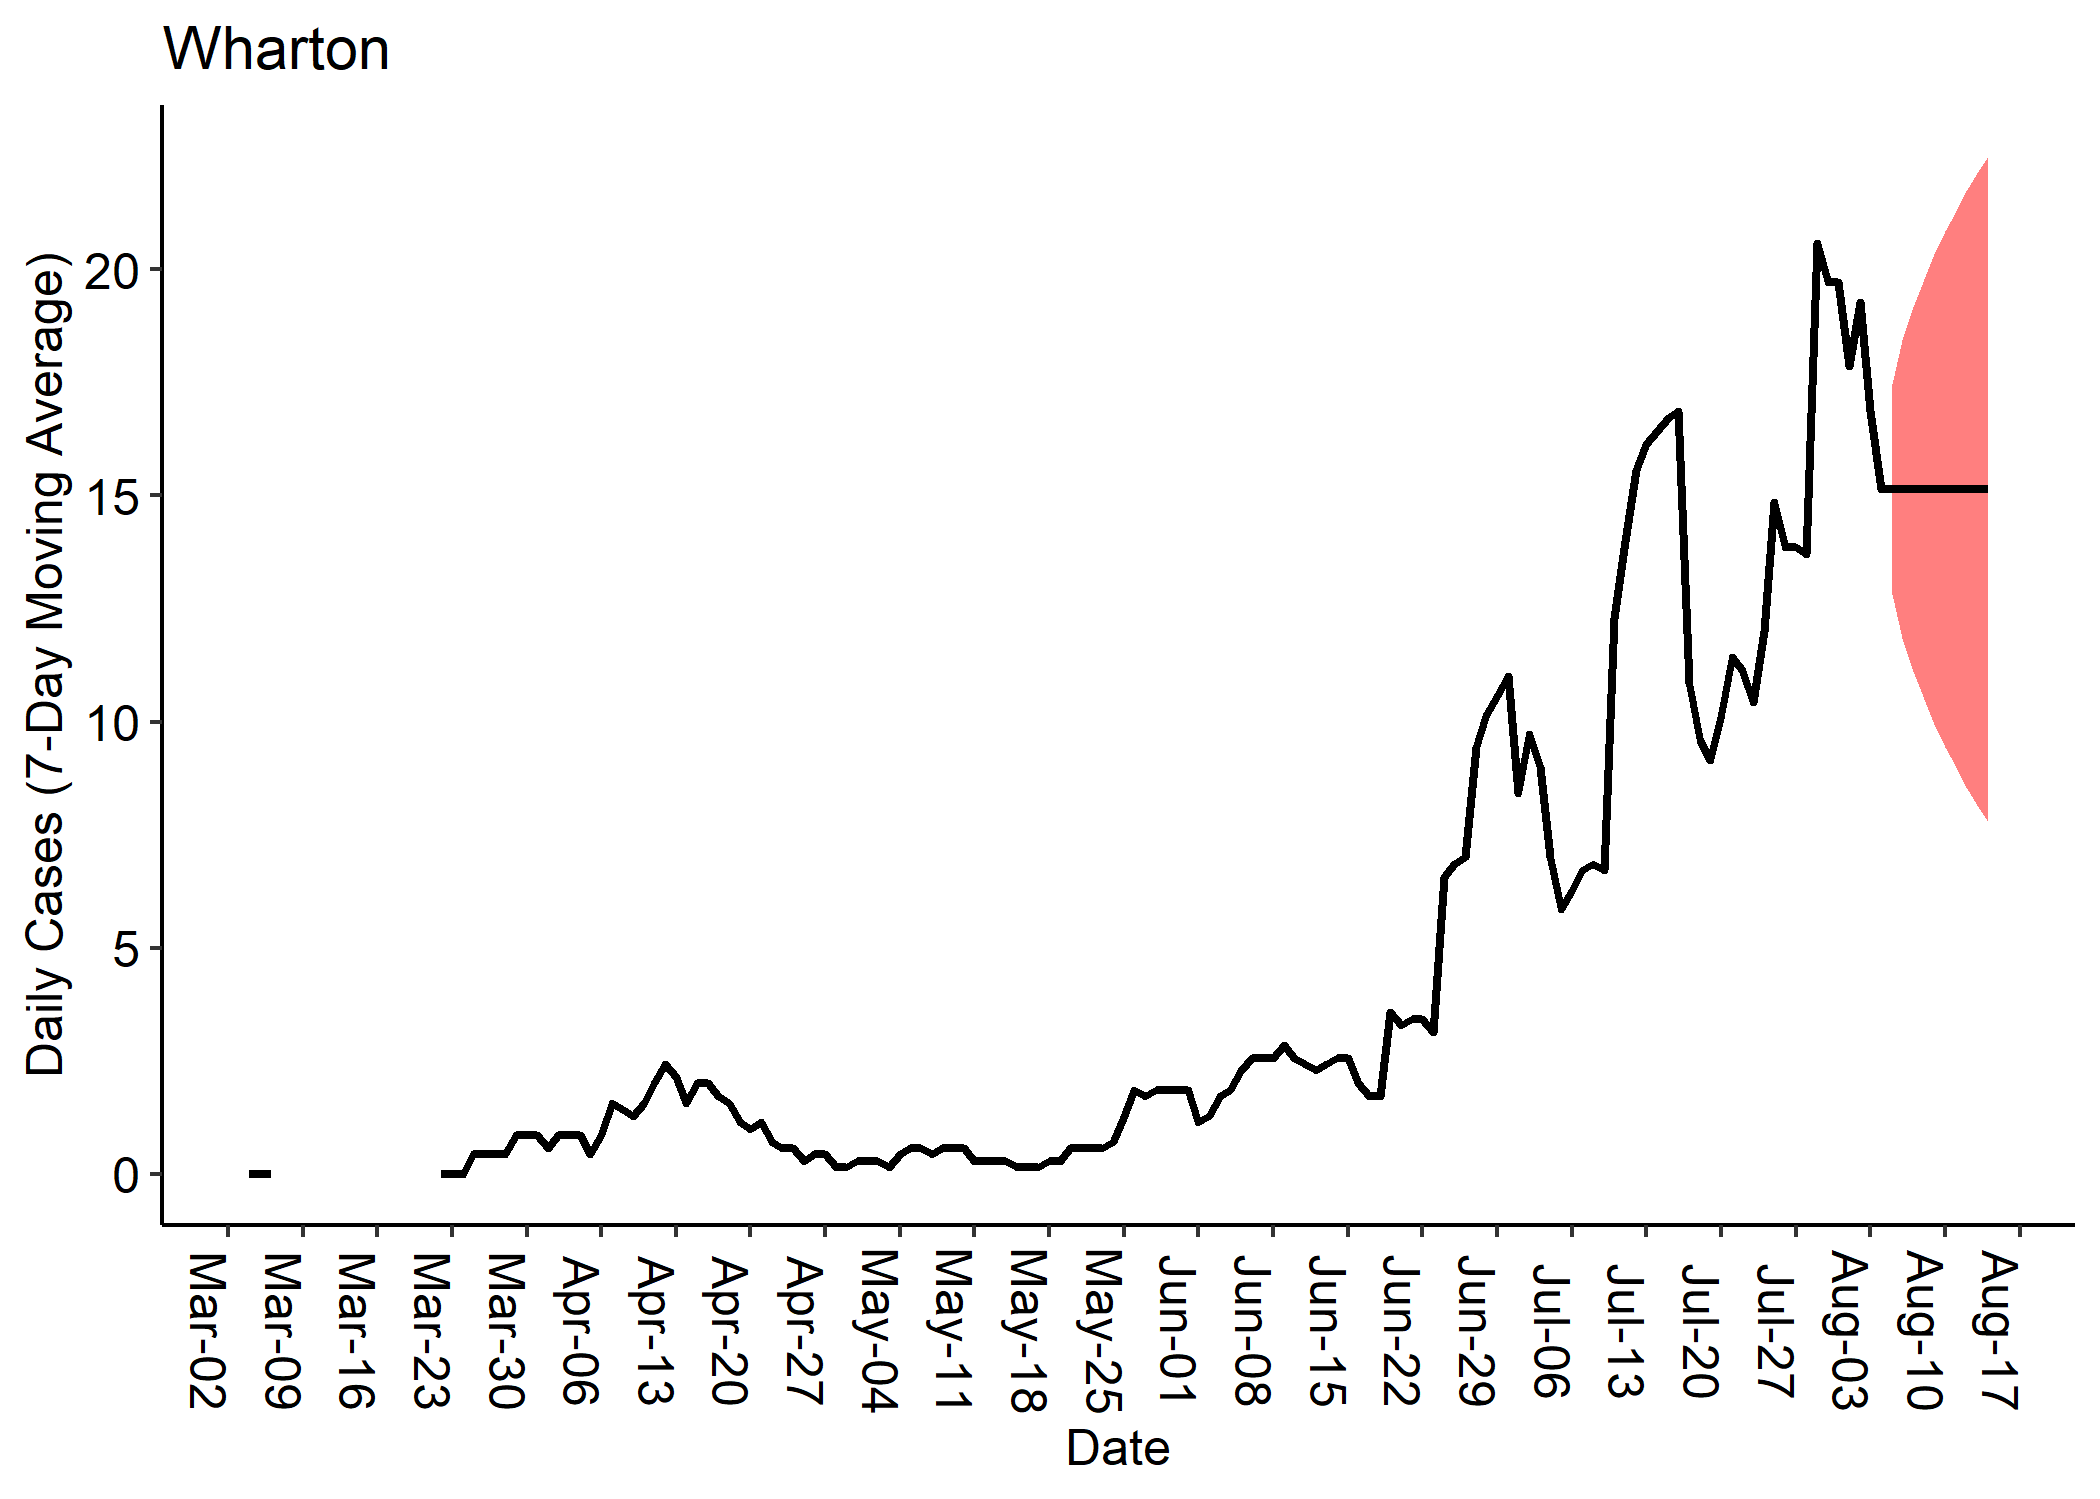 Wharton
Daily Cases (7-Day Moving Average)
20
15
10
5
0
Mar-02
Mar-09
Mar-16
Mar-23
Mar-30
Apr-06
Apr-13
Apr-20
Apr-27
May-04
May-11
May-18
May-25
Jun-01
Jun-08
Jun-15
Jun-22
Jun-29
Jul-06
Jul-13
Jul-20
Jul-27
Aug-03
Aug-10
Aug-17
Date